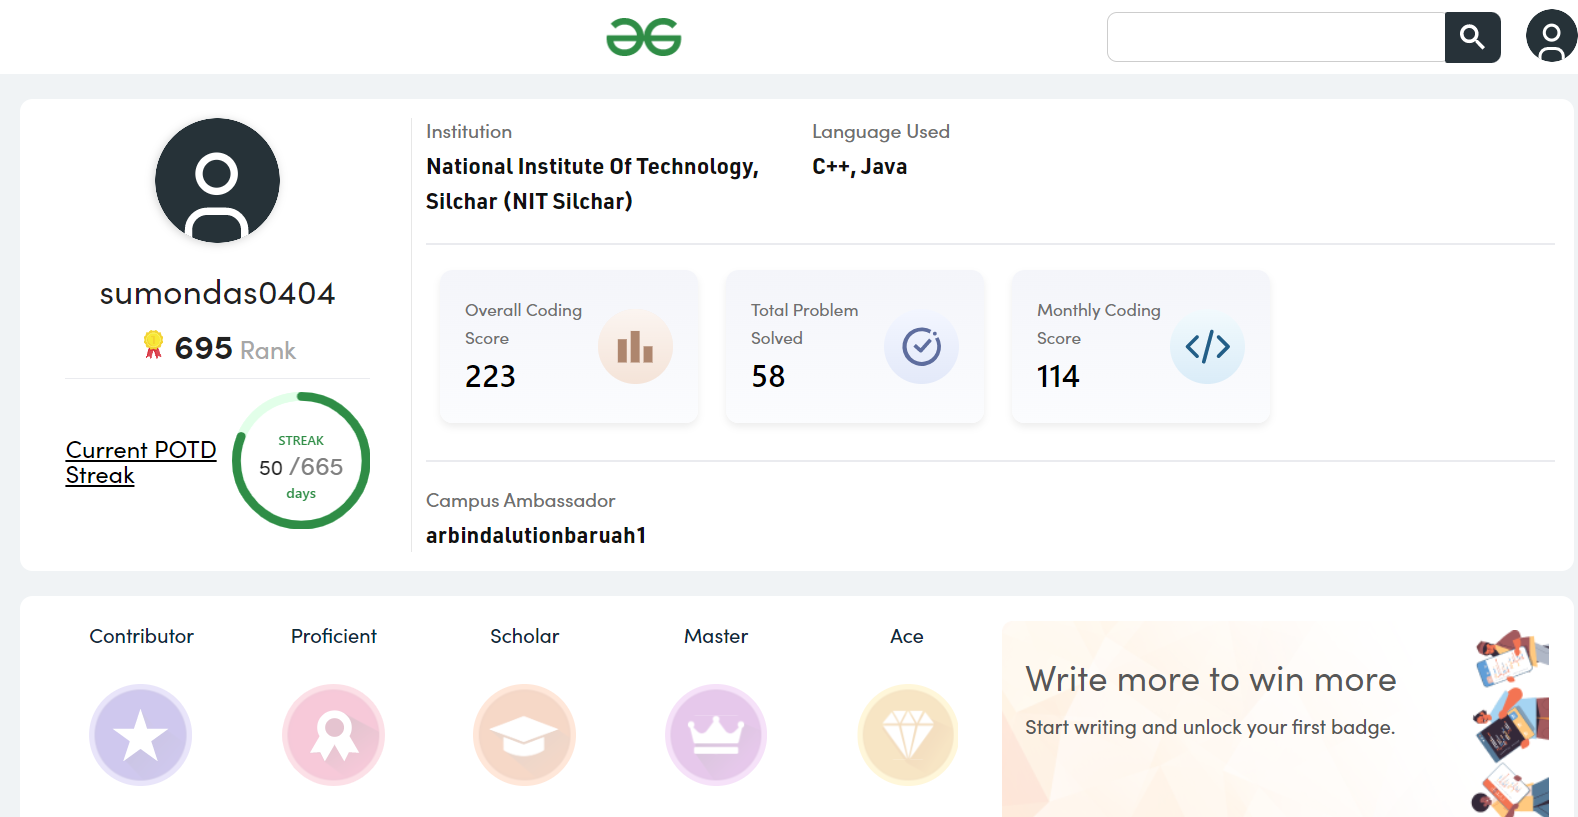 Institution
National Institute Of Technology,
Silchar (NIT Silchar)
Language Used
C++, Java
sumondas0404
695 Rank
Current POTD
Streak
STREAK
50 /665
days
Overall Coding
Score
223
Total Problem
Solved
58
Monthly Coding
Score
114
Campus Ambassador
arbindalutionbaruah1
Contributor
Proficient
Scholar
Master
Ace
Write more to win more
Start writing and unlock your first badge.